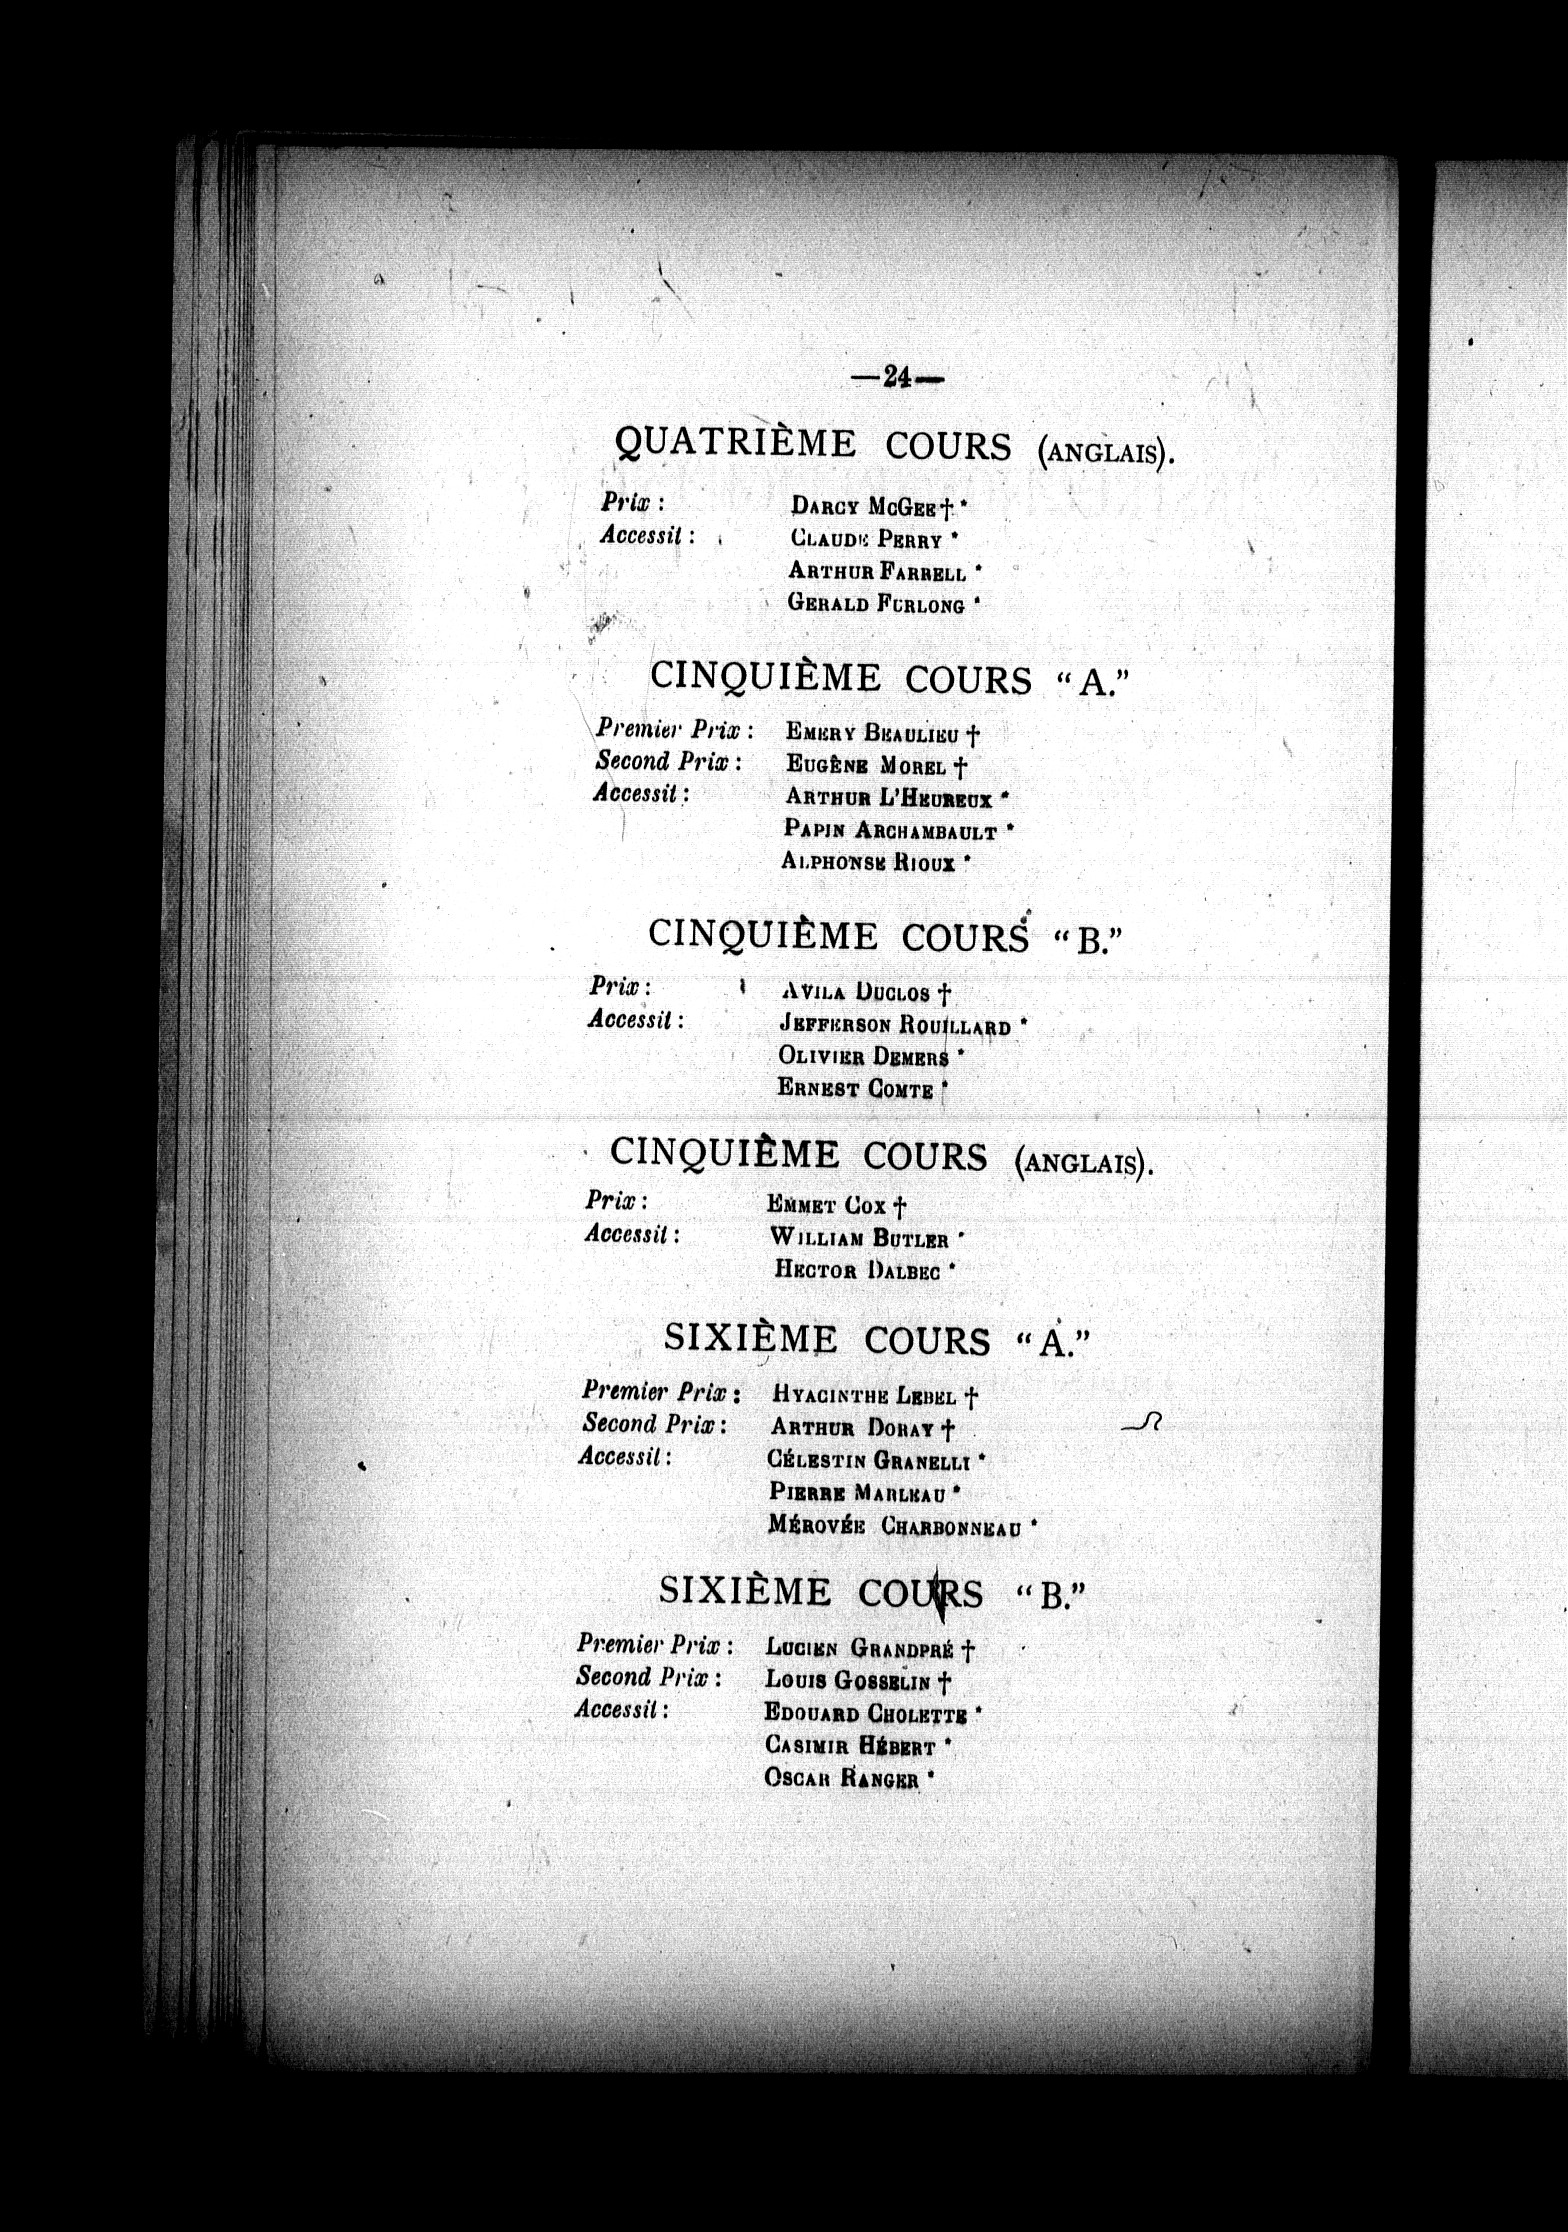 —24—
QUATRIÈME COURS (ANGLAIS).
Prix : DARCY MCGEE † *
Accessit : CLAUDE PERRY *
ARTHUR FARRELL *
GERALD FURLONG *
CINQUIÈME COURS “A.”
Premier Prix : EMERY BEAULIEU †
Second Prix : EUGÈNE MOREL †
Accessit : ARTHUR L'HEUREUX *
PAPIN ARCHAMBAULT *
ALPHONSE RIOUX *
CINQUIÈME COURS “B.”
Prix : AVILA DUCLOS †
Accessit : JEFFERSON ROUILLARD *
OLIVIER DEMERS *
ERNEST COMTE *
CINQUIÈME COURS (ANGLAIS).
Prix : EMMET COX †
Accessit : WILLIAM BUTLER *
HECTOR DALBEC *
SIXIÈME COURS “A.”
Premier Prix : HYACINTHE LEBEL †
Second Prix : ARTHUR DORAY †
Accessit : CÉLESTIN GRANELLI *
PIERRE MARLEAU *
MÉROVÉE CHARBONNEAU *
SIXIÈME COURS “B.”
Premier Prix : LUCIEN GRANDPRÉ †
Second Prix : LOUIS GOSSELIN †
Accessit : EDOUARD CHOLETTE *
CASIMIR HÉBERT *
OSCAR RANGER *